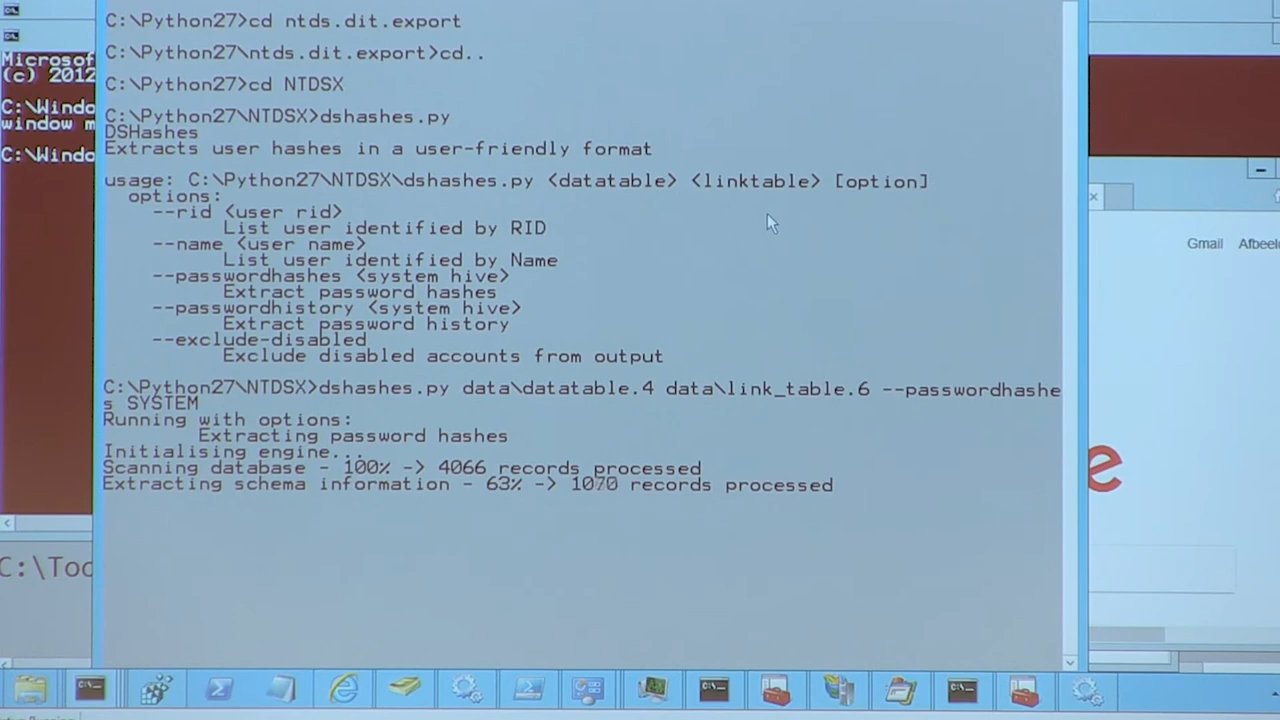 C:\Python27>cd ntds.dit.export
C:\Python27\ntds.dit.export>cd..
Microsof
(c) 2012
C:\Python27>cd NTDSX
C:\Windo
window m
C:\Python27\NTDSX>dshashes.py
DSHashes
Extracts user hashes in a user-friendly format
C:\Windo
usage: C:\Python27\NTDSX\dshashes.py <datatable> <linktable> [option]
options:
--rid <user rid>
List user identified by RID
--name <user name>
List user identified by Name
--passwordhashes <system hive>
Extract password hashes
--passwordhistory <system hive>
Extract password history
--exclude-disabled
Exclude disabled accounts from output
C:\Python27\NTDSX>dshashes.py data\datatable.4 data\link_table.6 --passwordhashe
s SYSTEM
Running with options:
Extracting password hashes
Initialising engine...
Scanning database - 100% -> 4066 records processed
Extracting schema information - 63% -> 1070 records processed
Gmail Afbeel
e
C:\Too